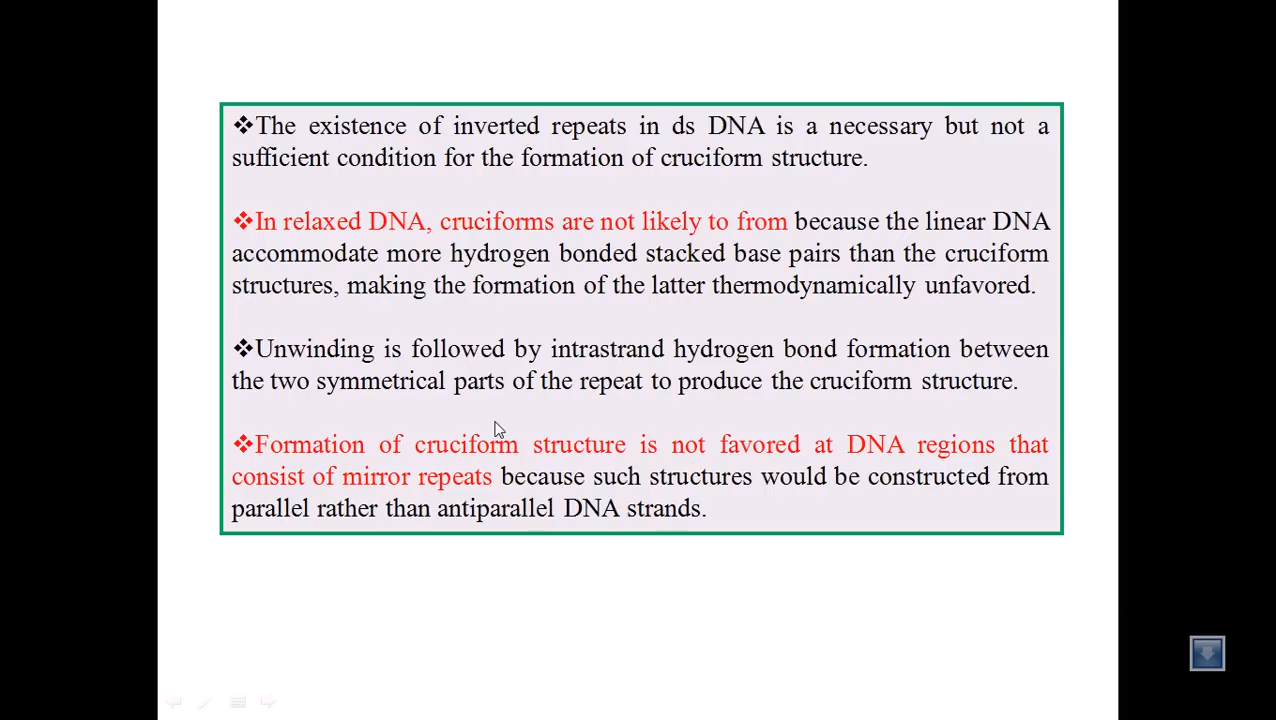 ❖The existence of inverted repeats in ds DNA is a necessary but not a
sufficient condition for the formation of cruciform structure.
❖In relaxed DNA, cruciforms are not likely to from because the linear DNA
accommodate more hydrogen bonded stacked base pairs than the cruciform
structures, making the formation of the latter thermodynamically unfavored.
❖Unwinding is followed by intrastrand hydrogen bond formation between
the two symmetrical parts of the repeat to produce the cruciform structure.
❖Formation of cruciform structure is not favored at DNA regions that
consist of mirror repeats because such structures would be constructed from
parallel rather than antiparallel DNA strands.